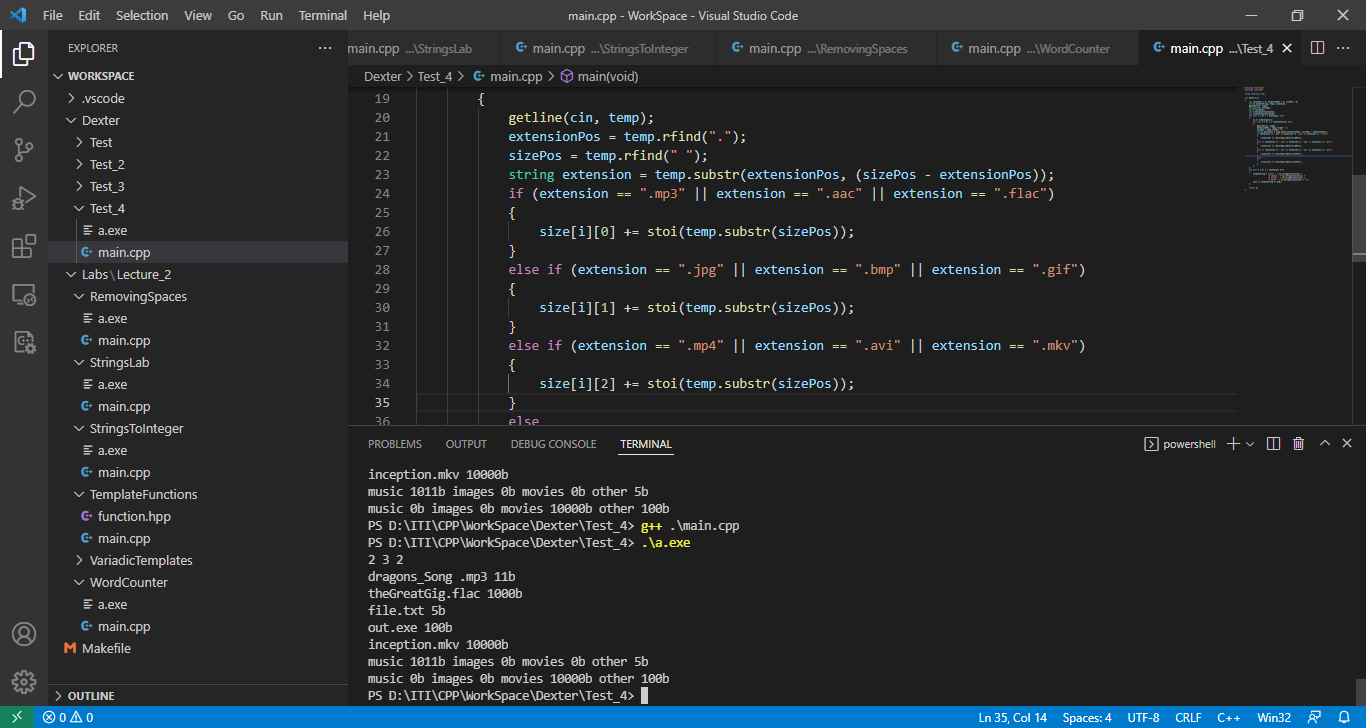 File Edit Selection View Go Run Terminal Help main.cpp - WorkSpace - Visual Studio Code
EXPLORER
WORKSPACE
.vscode
Dexter
Test
Test_2
Test_3
Test_4
a.exe
main.cpp
Labs\Lecture_2
RemovingSpaces
a.exe
main.cpp
StringsLab
a.exe
main.cpp
StringsToInteger
a.exe
main.cpp
TemplateFunctions
function.hpp
main.cpp
VariadicTemplates
WordCounter
a.exe
main.cpp
Makefile
OUTLINE
main.cpp ...\StringsLab main.cpp ...\StringsToInteger main.cpp ...\RemovingSpaces main.cpp ...\WordCounter main.cpp ...\Test_4
Dexter > Test_4 > main.cpp > main(void)
19 {
20 getline(cin, temp);
21 extensionPos = temp.rfind(".");
22 sizePos = temp.rfind(" ");
23 string extension = temp.substr(extensionPos, (sizePos - extensionPos));
24 if (extension == ".mp3" || extension == ".aac" || extension == ".flac")
25 {
26 size[i][0] += stoi(temp.substr(sizePos));
27 }
28 else if (extension == ".jpg" || extension == ".bmp" || extension == ".gif")
29 {
30 size[i][1] += stoi(temp.substr(sizePos));
31 }
32 else if (extension == ".mp4" || extension == ".avi" || extension == ".mkv")
33 {
34 size[i][2] += stoi(temp.substr(sizePos));
35 }
36 else
PROBLEMS OUTPUT DEBUG CONSOLE TERMINAL powershell
inception.mkv 10000b
music 1011b images 0b movies 0b other 5b
music 0b images 0b movies 10000b other 100b
PS D:\ITI\CPP\WorkSpace\Dexter\Test_4> g++ .\main.cpp
PS D:\ITI\CPP\WorkSpace\Dexter\Test_4> .\a.exe
2 3 2
dragons_Song .mp3 11b
theGreatGig.flac 1000b
file.txt 5b
out.exe 100b
inception.mkv 10000b
music 1011b images 0b movies 0b other 5b
music 0b images 0b movies 10000b other 100b
PS D:\ITI\CPP\WorkSpace\Dexter\Test_4>
0 0 Ln 35, Col 14 Spaces: 4 UTF-8 CRLF C++ Win32